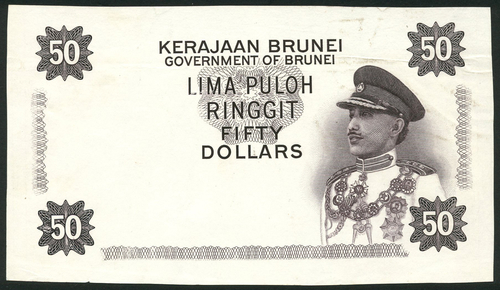 50 50
KERAJAAN BRUNEI
GOVERNMENT OF BRUNEI
LIMA PULOH
RINGGIT
FIFTY
DOLLARS
50 50